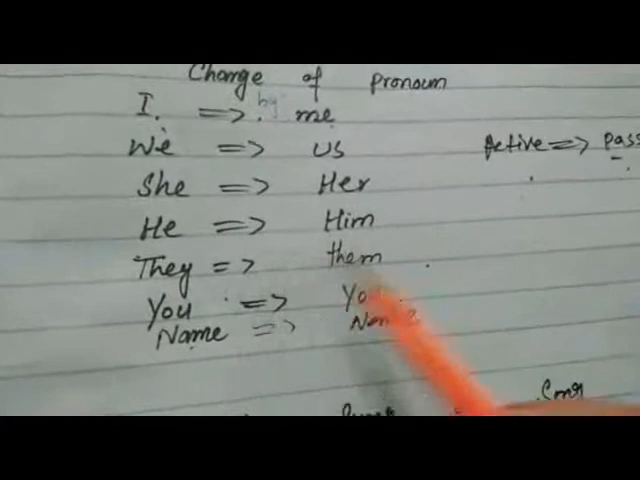 Change of Pronoun
I. => by me
We => us
She => Her
He => Him
They => them
You => You
Name => Name
Active => pass
Song